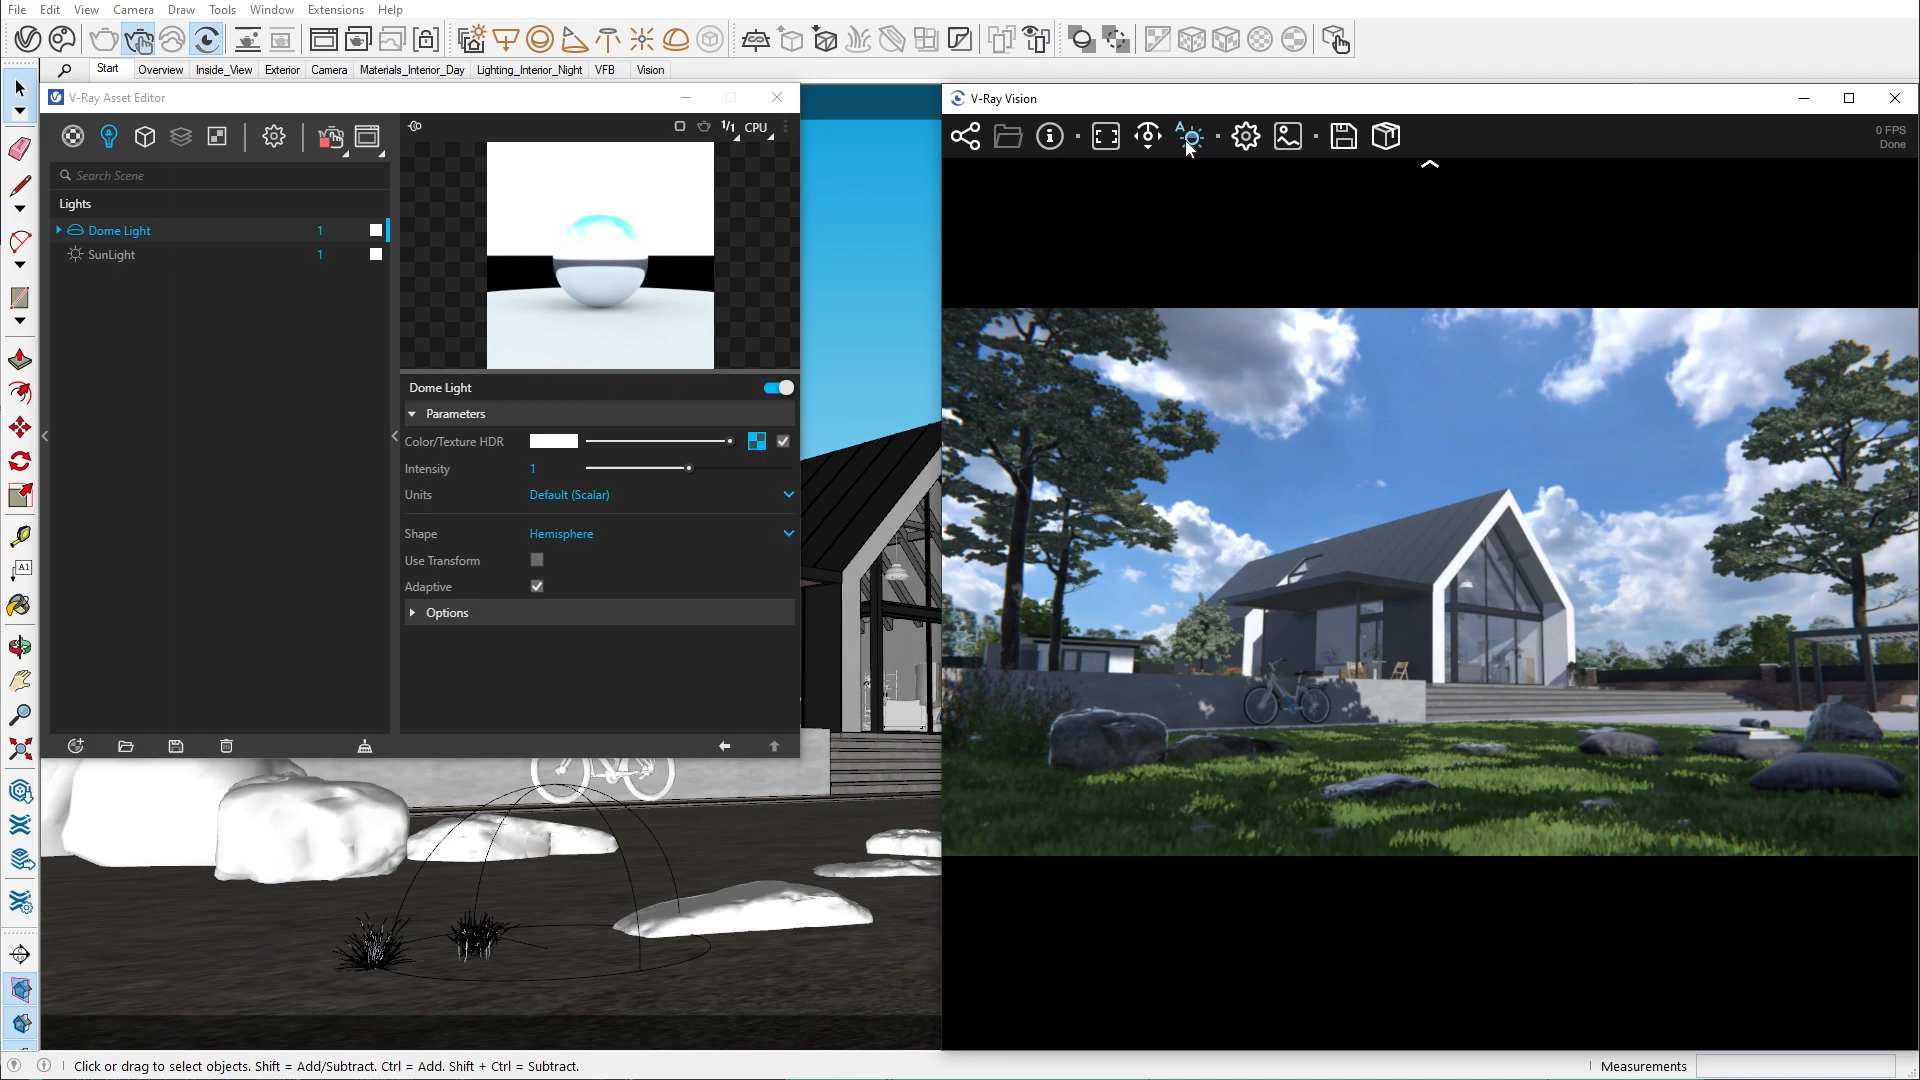 File Edit View Camera Draw Tools Window Extensions Help
Start Overview Inside_View Exterior Camera Materials_Interior_Day Lighting_Interior_Night VFB Vision
V-Ray Asset Editor
1/1 CPU
Search Scene
Lights
Dome Light 1
SunLight 1
Dome Light
Parameters
Color/Texture HDR
Intensity 1
Units Default (Scalar)
Shape Hemisphere
Use Transform
Adaptive
Options
V-Ray Vision
A
0 FPS
Done
A1
Click or drag to select objects. Shift = Add/Subtract. Ctrl = Add. Shift + Ctrl = Subtract.
Measurements